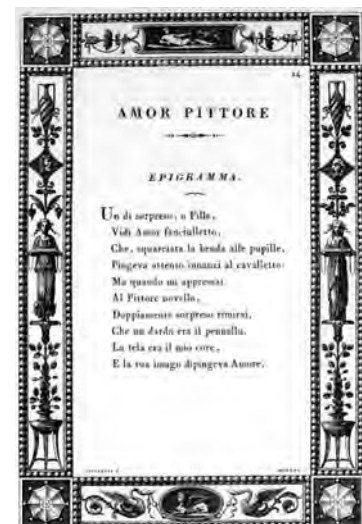 24
AMOR PITTORE
EPIGRAMMA.
Un dì sorpreso, o Fille,
Vidi Amor fanciulletto,
Che, squarciata la benda alle pupille,
Pingeva attento innanzi al cavalletto:
Ma quando mi appressai
Al Pittore novello,
Doppiamente sorpreso rimirai,
Che un dardo era il pennello,
La tela era il mio core,
E la tua imago dipingeva Amore.